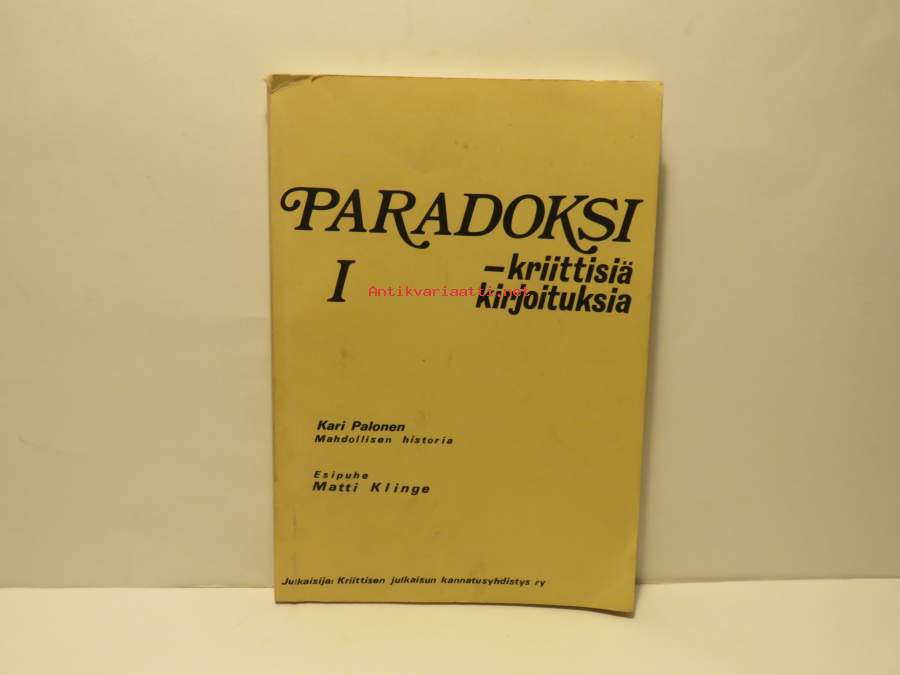 PARADOKSI
I
–kriittisiä
kirjoituksia
Antikvariaatti.net
Kari Palonen
Mahdollisen historia
Esipuhe
Matti Klinge
Julkaisija: Kriittisen julkaisun kannatusyhdistys ry